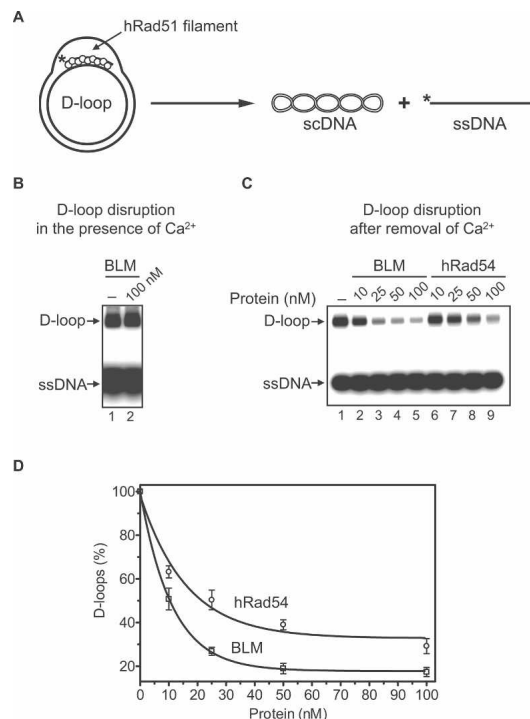 A
hRad51 filament
*
D-loop
scDNA
+
*
ssDNA
B
D-loop disruption
in the presence of Ca2+
BLM
– 100 nM
D-loop
ssDNA
1 2
C
D-loop disruption
after removal of Ca2+
BLM hRad54
Protein (nM) – 10 25 50 100 10 25 50 100
D-loop
ssDNA
1 2 3 4 5 6 7 8 9
D
D-loops (%)
100
80
60
40
20
hRad54
BLM
0 10 20 30 40 50 60 70 80 90 100
Protein (nM)